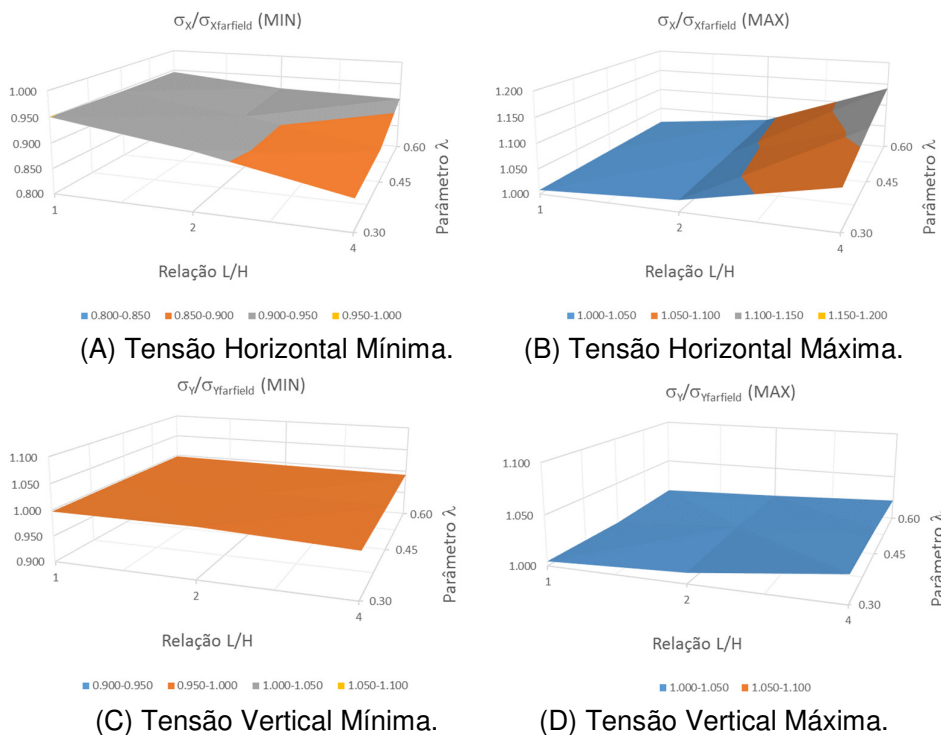 σX/σXfarfield (MIN)
1.000
0.950
0.900
0.850
0.800
1
2
4
0.30
0.45
0.60
Parâmetro λ
Relação L/H
0.800-0.850 0.850-0.900 0.900-0.950 0.950-1.000
(A) Tensão Horizontal Mínima.
σX/σXfarfield (MAX)
1.200
1.150
1.100
1.050
1.000
1
2
4
0.30
0.45
0.60
Parâmetro λ
Relação L/H
1.000-1.050 1.050-1.100 1.100-1.150 1.150-1.200
(B) Tensão Horizontal Máxima.
σY/σYfarfield (MIN)
1.100
1.050
1.000
0.950
0.900
1
2
4
0.30
0.45
0.60
Parâmetro λ
Relação L/H
0.900-0.950 0.950-1.000 1.000-1.050 1.050-1.100
(C) Tensão Vertical Mínima.
σY/σYfarfield (MAX)
1.100
1.050
1.000
1
2
4
0.30
0.45
0.60
Parâmetro λ
Relação L/H
1.000-1.050 1.050-1.100
(D) Tensão Vertical Máxima.